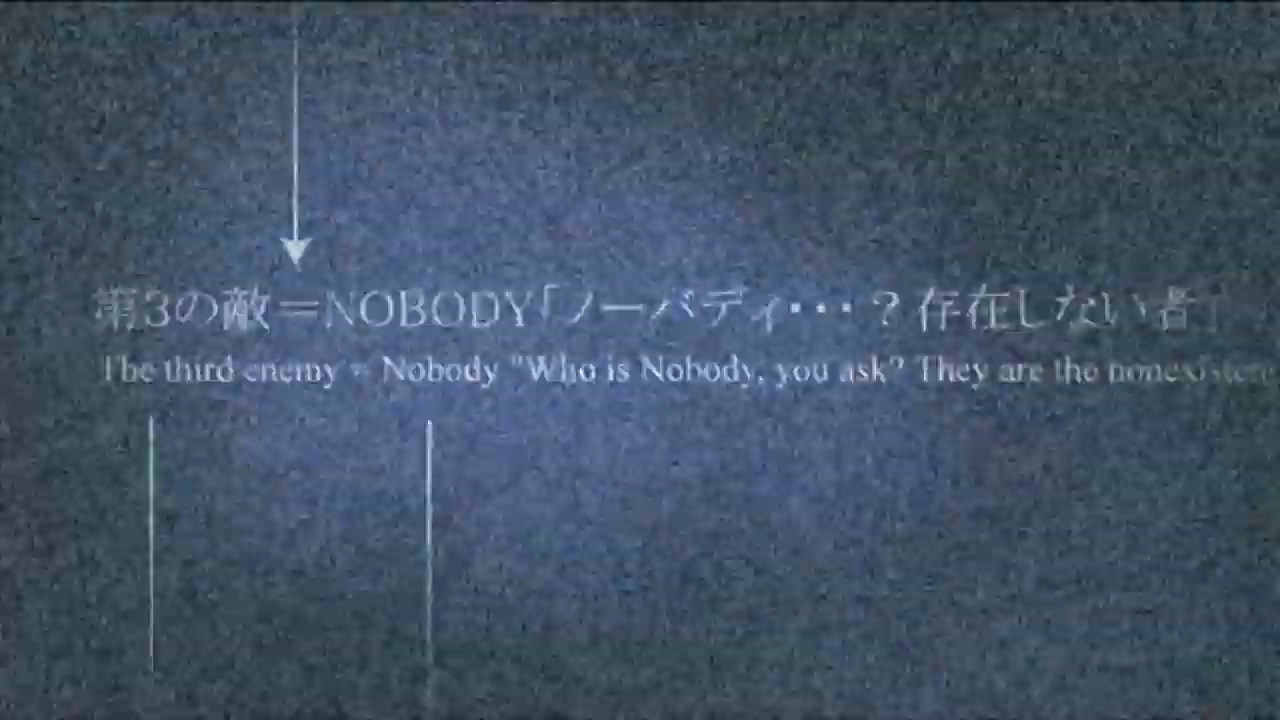 第3の敵＝NOBODY「ノーバディ・・・？存在しない者」
The third enemy = Nobody "Who is Nobody, you ask? They are the nonexistent